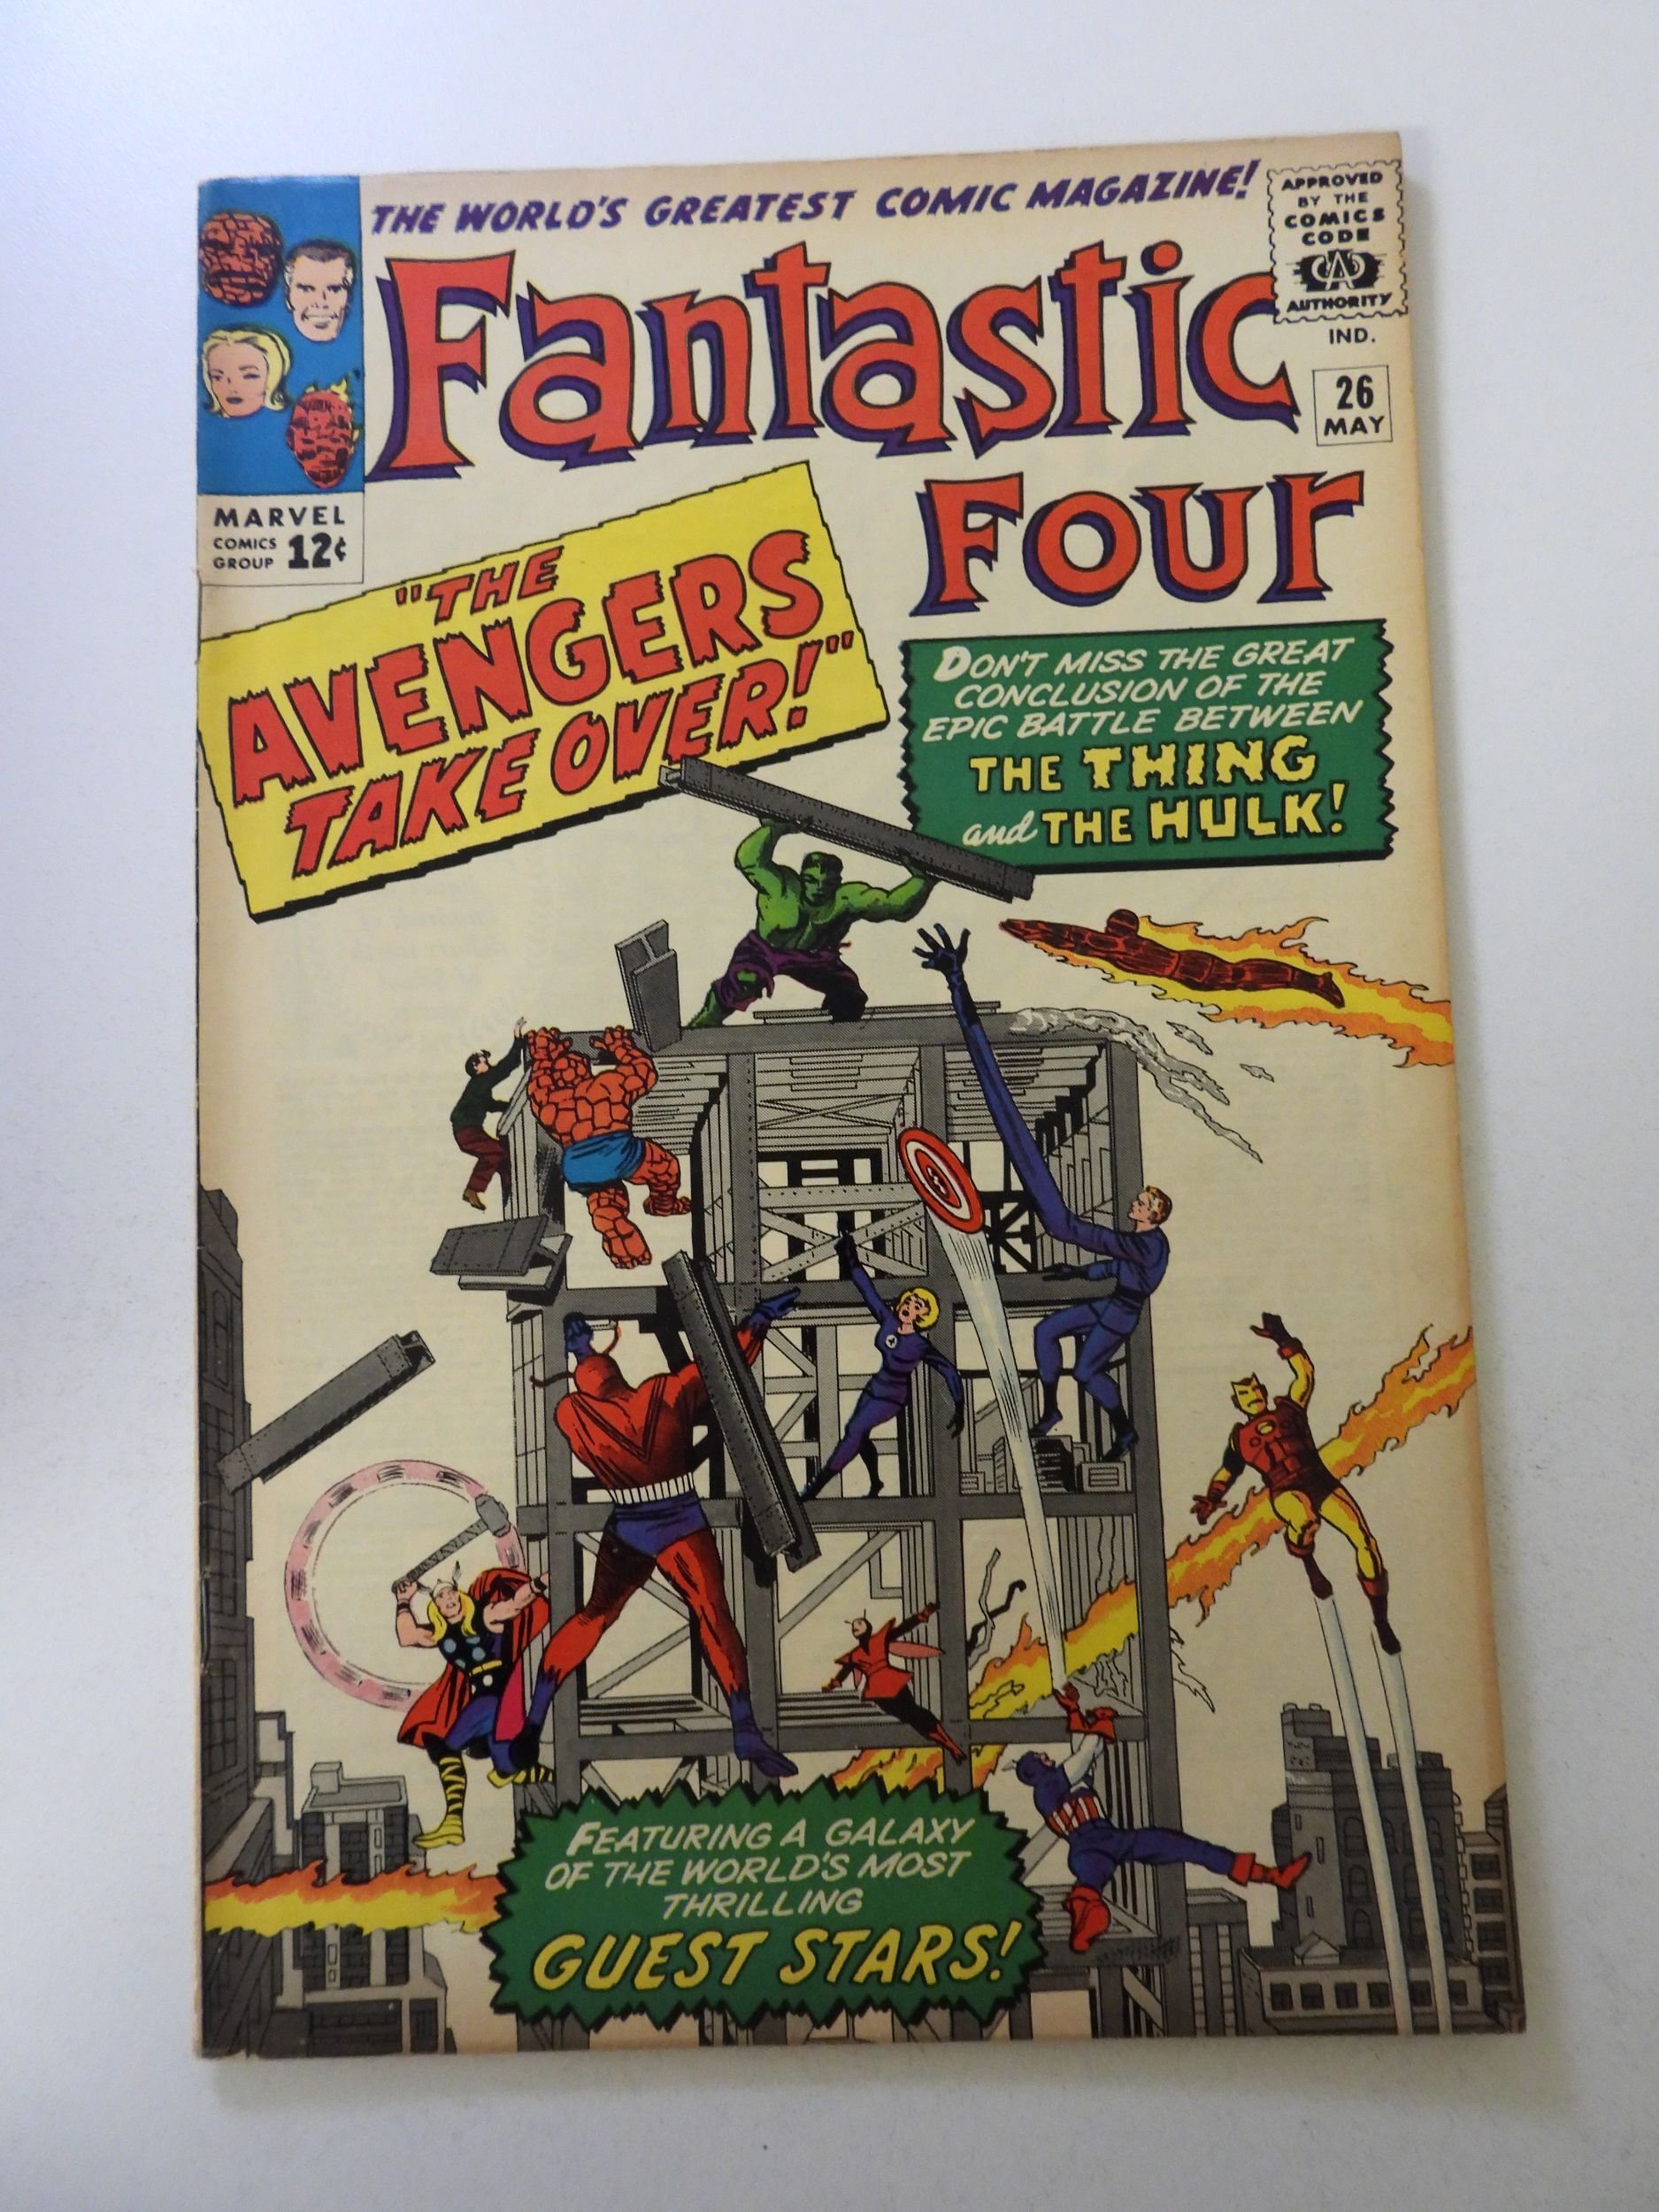 THE WORLD'S GREATEST COMIC MAGAZINE!
APPROVED
BY THE
COMICS
CODE
CA
AUTHORITY
Fantastic
IND.
26
MAY
Four
MARVEL
COMICS
GROUP 12¢
"THE
AVENGERS
TAKE OVER!"
DON'T MISS THE GREAT
CONCLUSION OF THE
EPIC BATTLE BETWEEN
THE THING
and THE HULK!
4
FEATURING A GALAXY
OF THE WORLD'S MOST
THRILLING
GUEST STARS!